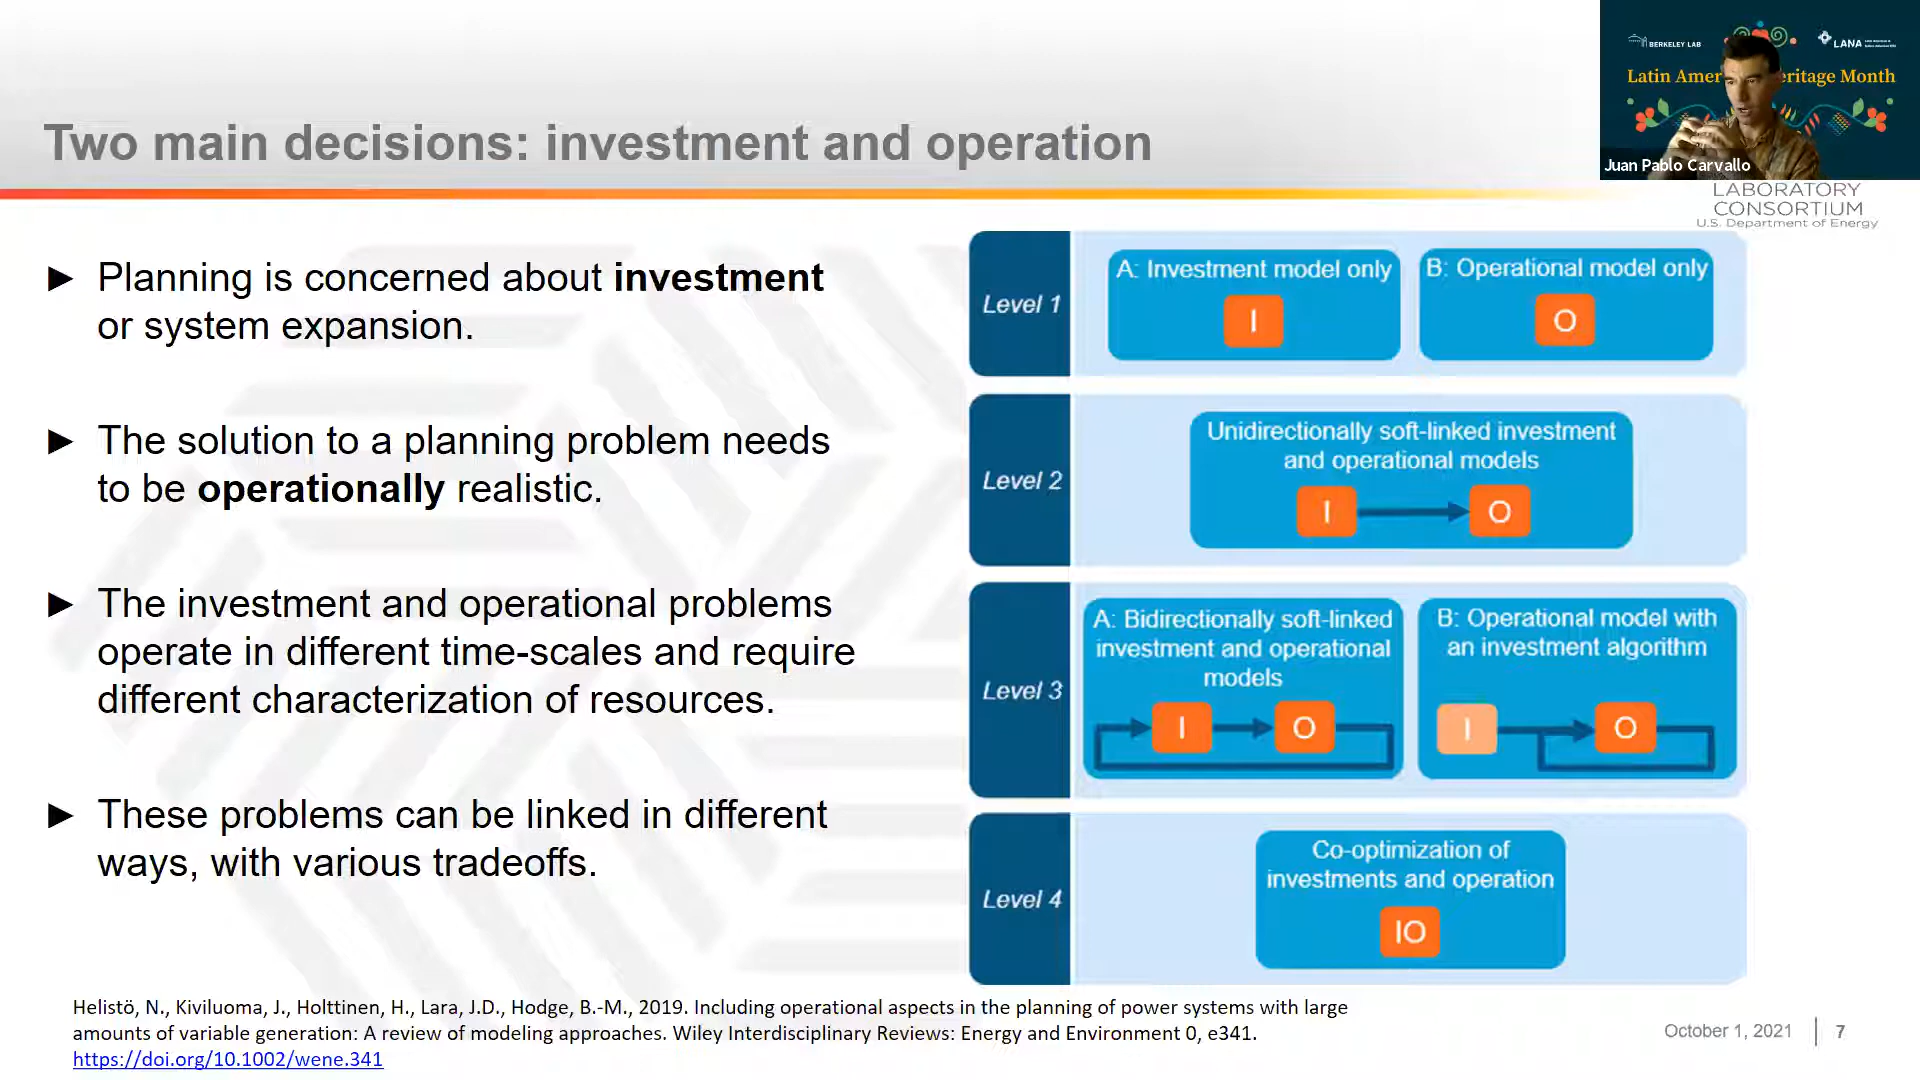 BERKELEY LAB
LANA
Latin Amer eritage Month
Juan Pablo Carvallo
LABORATORY
CONSORTIUM
U.S. Department of Energy
Two main decisions: investment and operation
► Planning is concerned about investment
or system expansion.
► The solution to a planning problem needs
to be operationally realistic.
► The investment and operational problems
operate in different time-scales and require
different characterization of resources.
► These problems can be linked in different
ways, with various tradeoffs.
Level 1
A: Investment model only
I
B: Operational model only
O
Level 2
Unidirectionally soft-linked investment
and operational models
I O
Level 3
A: Bidirectionally soft-linked
investment and operational
models
I O
B: Operational model with
an investment algorithm
I O
Level 4
Co-optimization of
investments and operation
IO
Helistö, N., Kiviluoma, J., Holttinen, H., Lara, J.D., Hodge, B.-M., 2019. Including operational aspects in the planning of power systems with large
amounts of variable generation: A review of modeling approaches. Wiley Interdisciplinary Reviews: Energy and Environment 0, e341.
https://doi.org/10.1002/wene.341
October 1, 2021 7